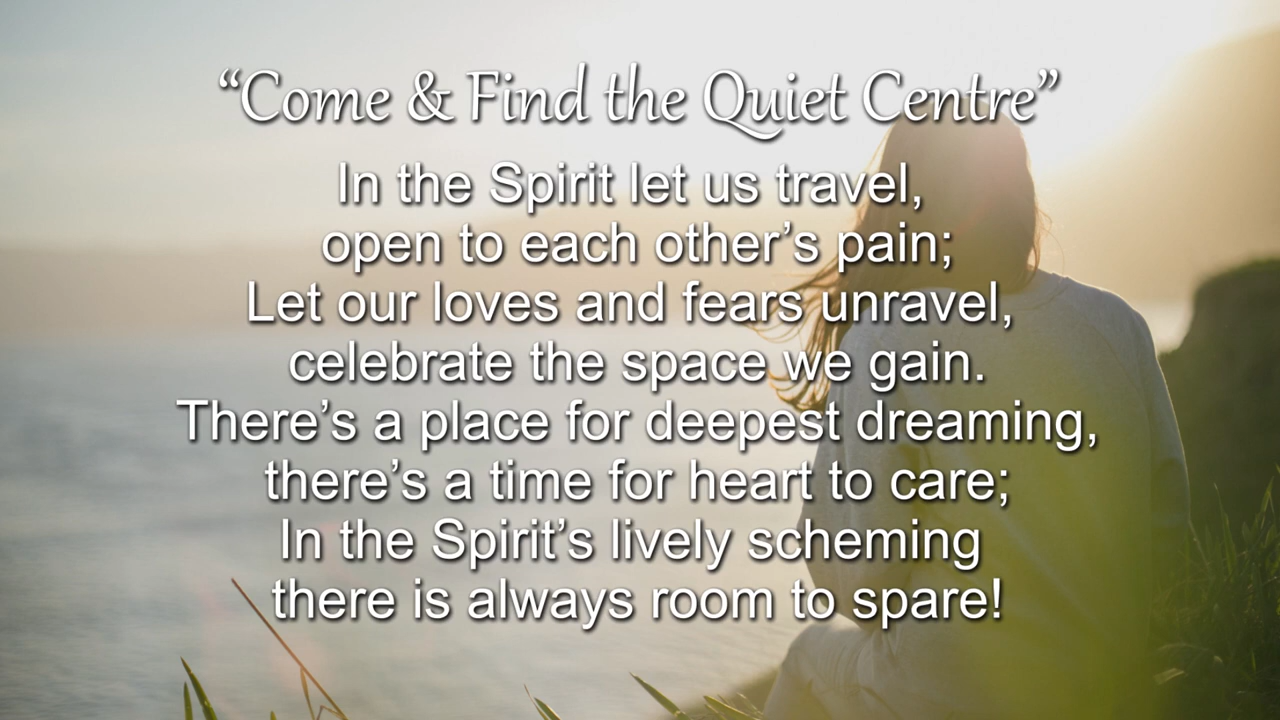 “Come & Find the Quiet Centre”
In the Spirit let us travel,
open to each other’s pain;
Let our loves and fears unravel,
celebrate the space we gain.
There’s a place for deepest dreaming,
there’s a time for heart to care;
In the Spirit’s lively scheming
there is always room to spare!